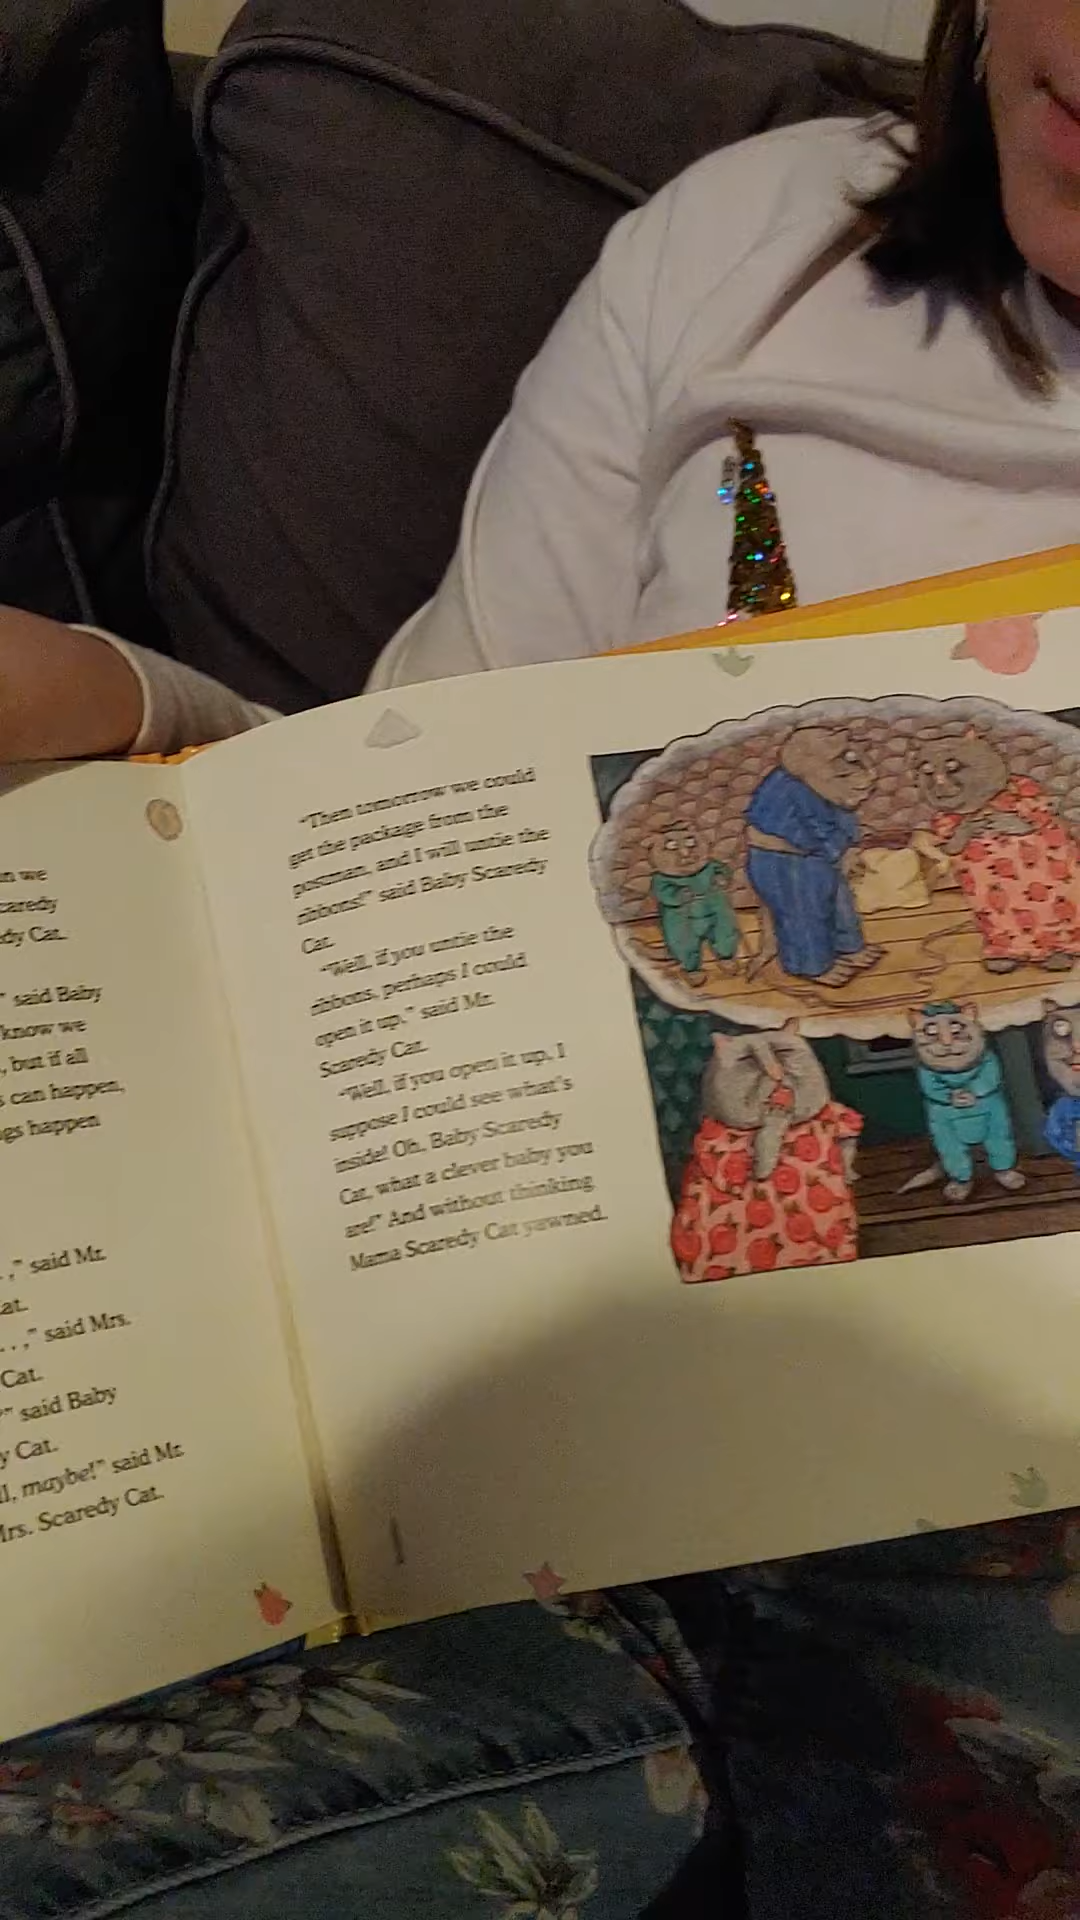 n we
caredy
dy Cat.
" said Baby
know we
, but if all
s can happen,
ngs happen
. ," said Mr.
at.
. . ," said Mrs.
Cat.
?" said Baby
y Cat.
ll, maybe!" said Mr.
Mrs. Scaredy Cat.
"Then tomorrow we could
get the package from the
postman, and I will untie the
ribbons!" said Baby Scaredy
Cat.
"Well, if you untie the
ribbons, perhaps I could
open it up," said Mr.
Scaredy Cat.
"Well, if you open it up, I
suppose I could see what's
inside! Oh, Baby Scaredy
Cat, what a clever baby you
are!" And without thinking
Mama Scaredy Cat yawned.